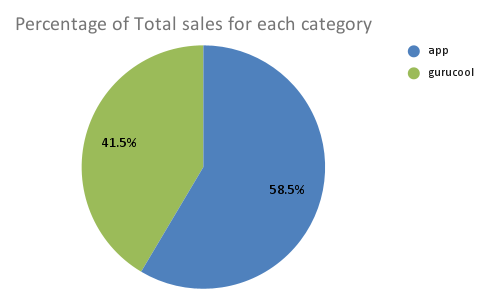 Percentage of Total sales for each category
app
gurucool
41.5%
58.5%